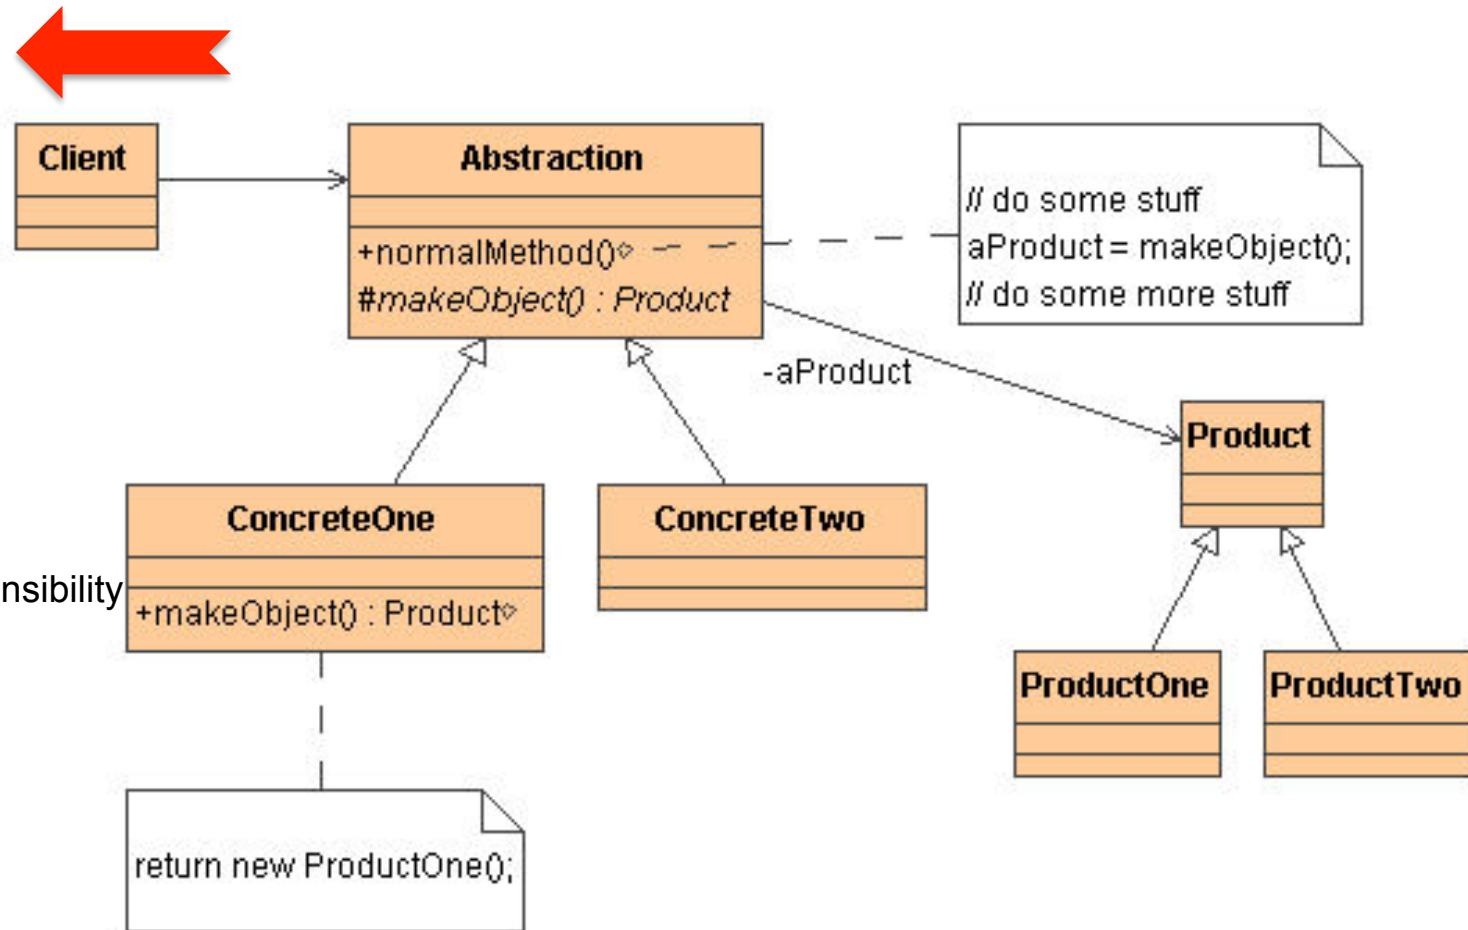 Client
Abstraction
+normalMethod()
#makeObject() : Product
// do some stuff
aProduct = makeObject();
// do some more stuff
-aProduct
Product
ConcreteOne
+makeObject() : Product
ConcreteTwo
nsibility
ProductOne
ProductTwo
return new ProductOne();